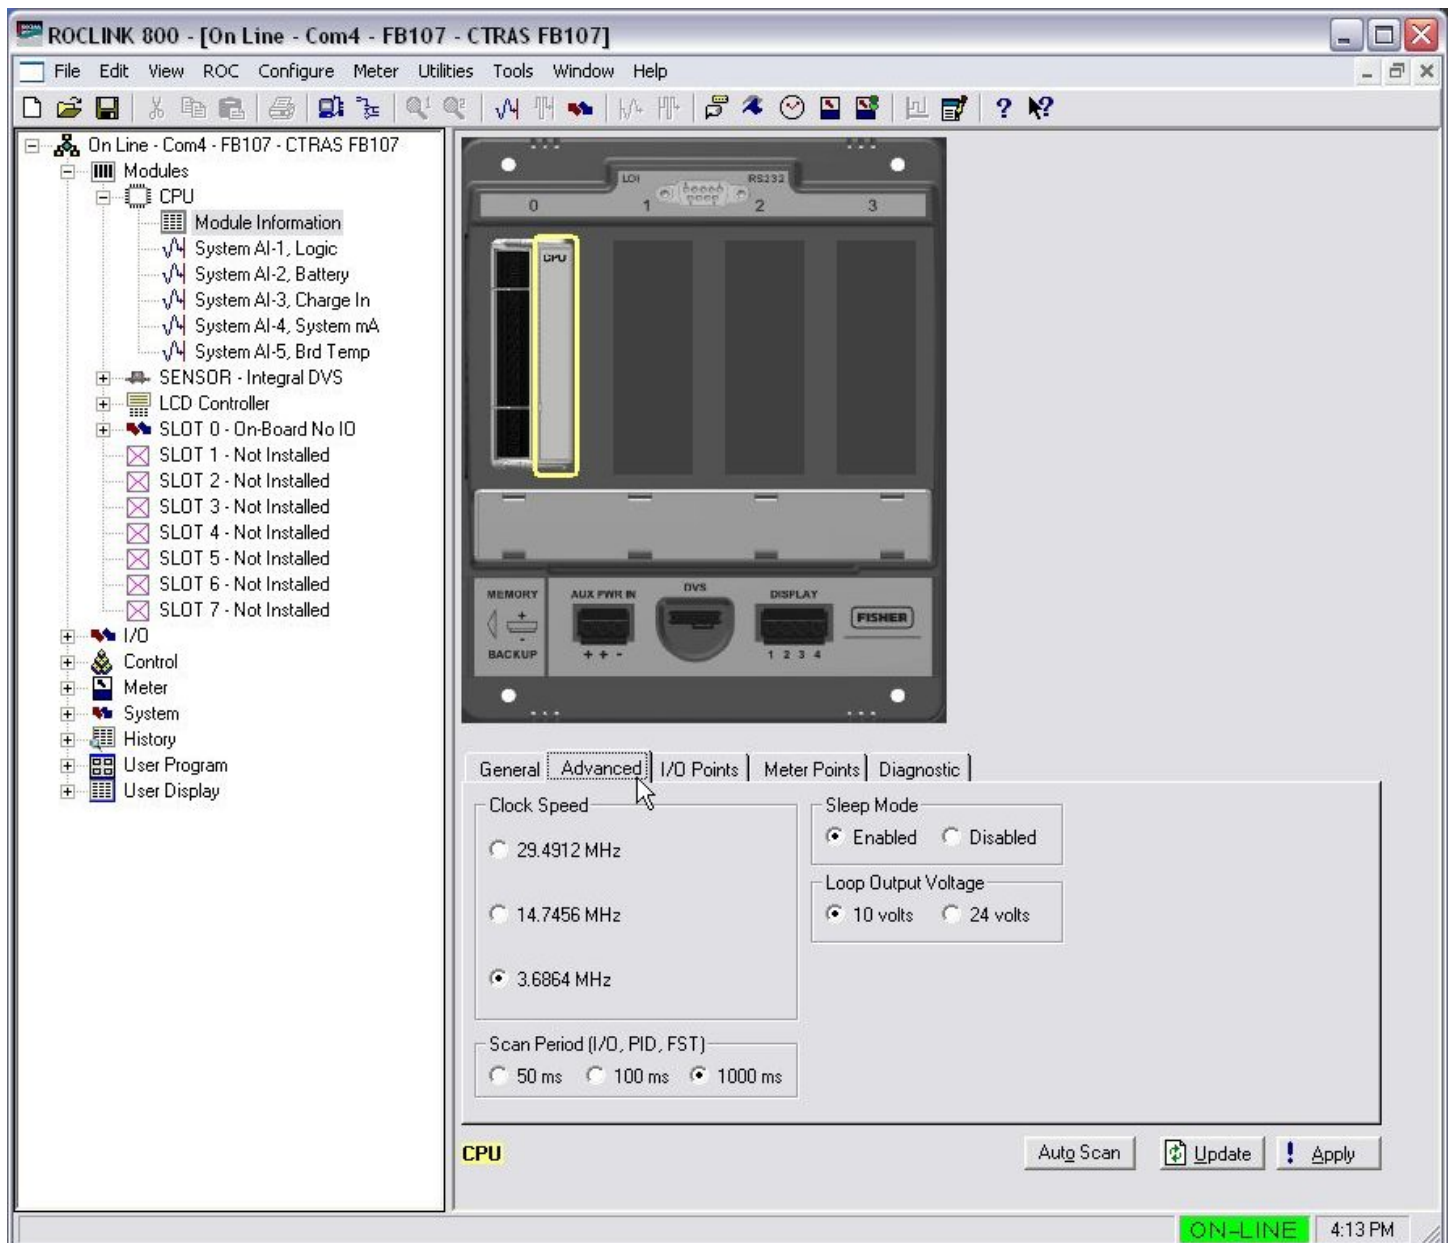 ROCLINK 800 - [On Line - Com4 - FB107 - CTRAS FB107]
File Edit View ROC Configure Meter Utilities Tools Window Help
On Line - Com4 - FB107 - CTRAS FB107
Modules
CPU
Module Information
System AI-1, Logic
System AI-2, Battery
System AI-3, Charge In
System AI-4, System mA
System AI-5, Brd Temp
SENSOR - Integral DVS
LCD Controller
SLOT 0 - On-Board No IO
SLOT 1 - Not Installed
SLOT 2 - Not Installed
SLOT 3 - Not Installed
SLOT 4 - Not Installed
SLOT 5 - Not Installed
SLOT 6 - Not Installed
SLOT 7 - Not Installed
I/O
Control
Meter
System
History
User Program
User Display
LOI RS232
0 1 2 3
CPU
MEMORY AUX PWR IN DVS DISPLAY
FISHER
+
-
BACKUP + + - 1 2 3 4
General Advanced I/O Points Meter Points Diagnostic
Clock Speed
29.4912 MHz
14.7456 MHz
3.6864 MHz
Sleep Mode
Enabled Disabled
Loop Output Voltage
10 volts 24 volts
Scan Period (I/O, PID, FST)
50 ms 100 ms 1000 ms
CPU
Auto Scan Update Apply
ON-LINE 4:13 PM